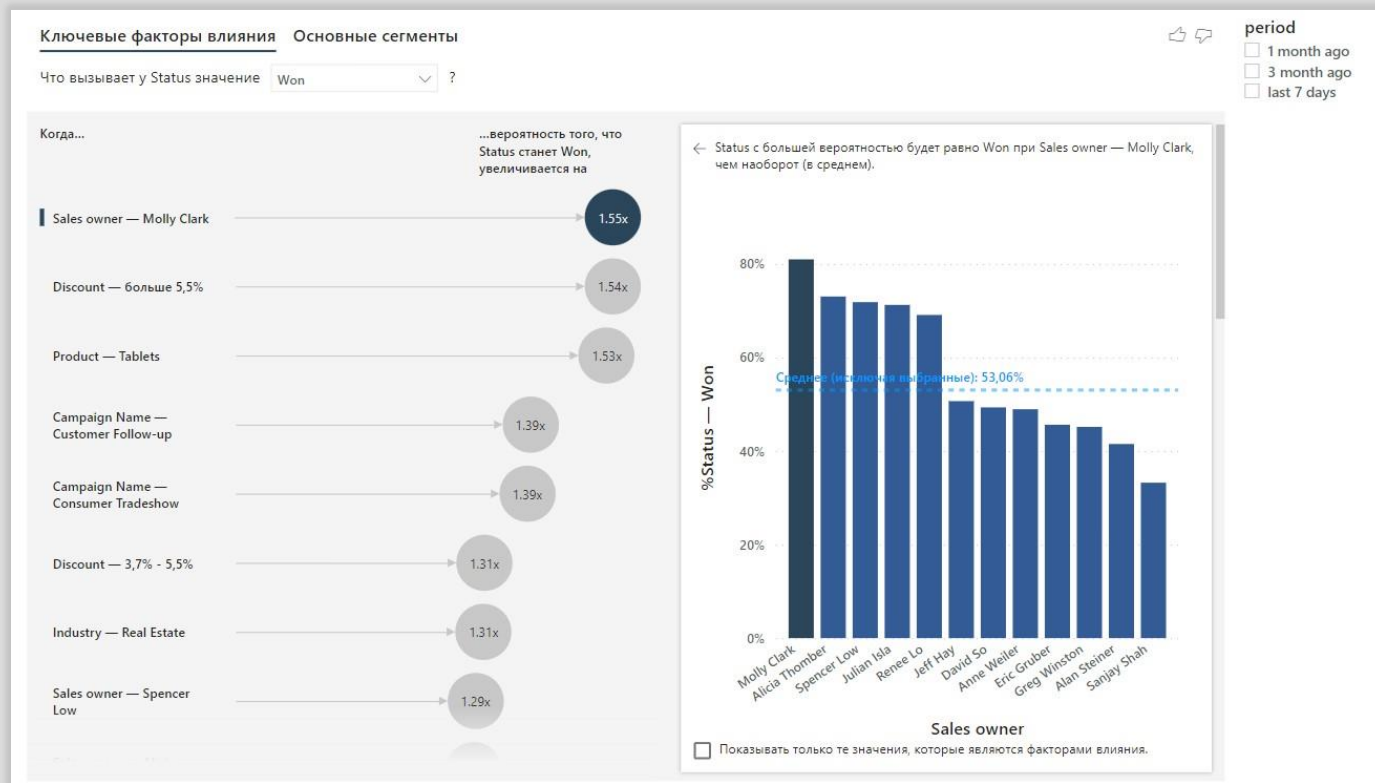 Ключевые факторы влияния Основные сегменты
Что вызывает у Status значение Won ?
Когда...
...вероятность того, что
Status станет Won,
увеличивается на
Sales owner — Molly Clark 1.55x
Discount — больше 5,5% 1.54x
Product — Tablets 1.53x
Campaign Name —
Customer Follow-up
1.39x
Campaign Name —
Consumer Tradeshow
1.39x
Discount — 3,7% - 5,5% 1.31x
Industry — Real Estate 1.31x
Sales owner — Spencer
Low
1.29x
← Status с большей вероятностью будет равно Won при Sales owner — Molly Clark,
чем наоборот (в среднем).
80%
60%
Среднее (исключая выбранные): 53,06%
40%
20%
0%
%Status — Won
Molly Clark
Alicia Thomber
Spencer Low
Julian Isla
Renee Lo
Jeff Hay
David So
Anne Weiler
Eric Gruber
Greg Winston
Alan Steiner
Sanjay Shah
Sales owner
Показывать только те значения, которые являются факторами влияния.
period
1 month ago
3 month ago
last 7 days